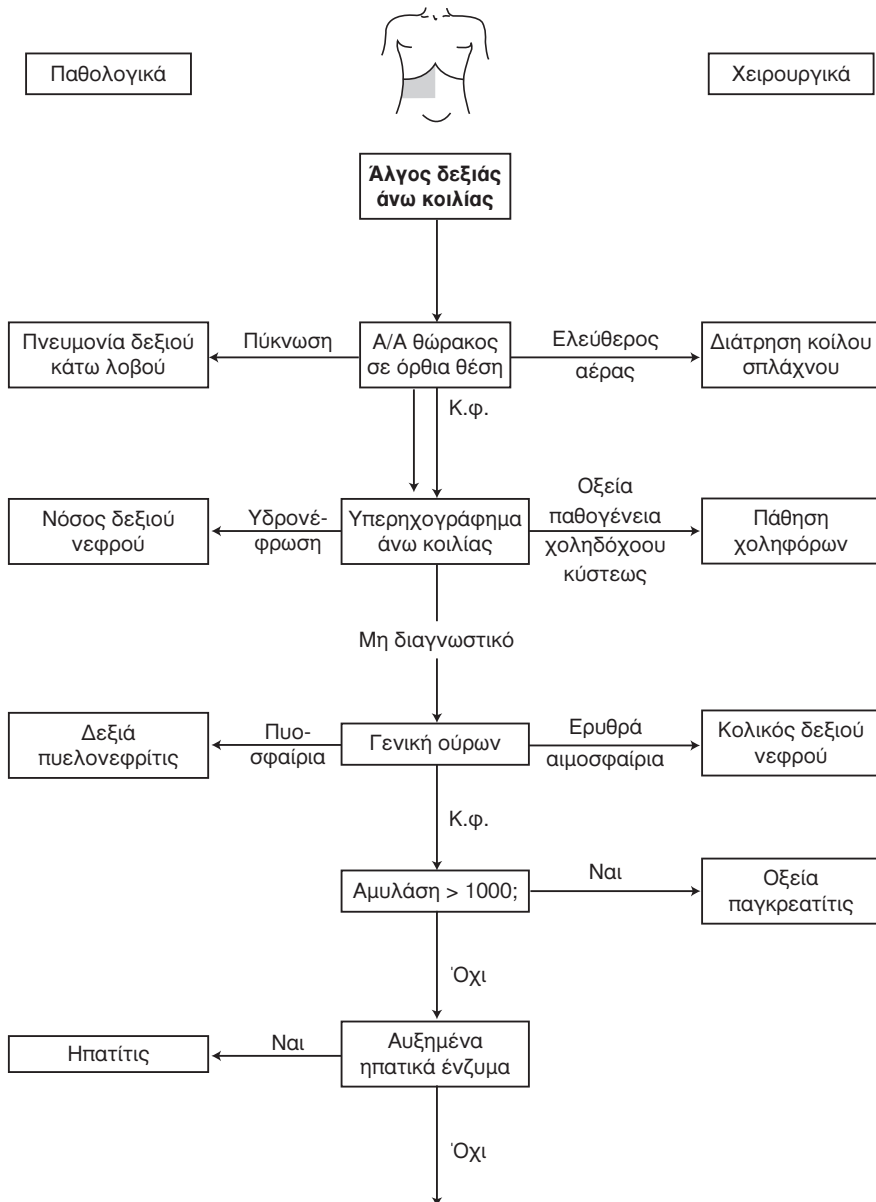 Παθολογικά
Χειρουργικά
Άλγος δεξιάς
άνω κοιλίας
Πνευμονία δεξιού
κάτω λοβού
Πύκνωση
Α/Α θώρακος
σε όρθια θέση
Ελεύθερος
αέρας
Διάτρηση κοίλου
σπλάχνου
Κ.φ.
Νόσος δεξιού
νεφρού
Υδρονέ-
φρωση
Υπερηχογράφημα
άνω κοιλίας
Οξεία
παθογένεια
χοληδόχοου
κύστεως
Πάθηση
χοληφόρων
Μη διαγνωστικό
Δεξιά
πυελονεφρίτις
Πυο-
σφαίρια
Γενική ούρων
Ερυθρά
αιμοσφαίρια
Κολικός δεξιού
νεφρού
Κ.φ.
Αμυλάση > 1000;
Ναι
Οξεία
παγκρεατίτις
Όχι
Ηπατίτις
Ναι
Αυξημένα
ηπατικά ένζυμα
Όχι